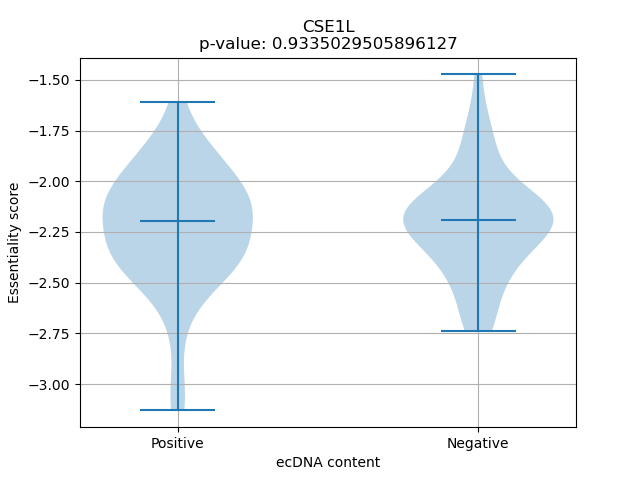 CSE1L
p-value: 0.9335029505896127
Essentiality score
−1.50
−1.75
−2.00
−2.25
−2.50
−2.75
−3.00
Positive
Negative
ecDNA content